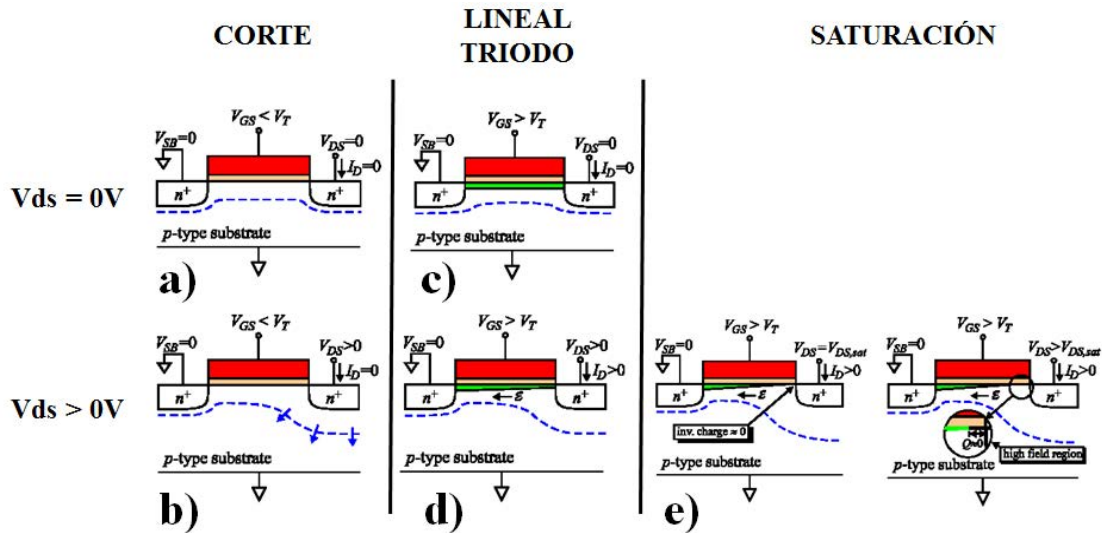 CORTE
LINEAL
TRIODO
SATURACIÓN
Vds = 0V
V_GS < V_T
V_SB=0
V_DS=0
I_D=0
n+ n+
p-type substrate
a)
V_GS > V_T
V_SB=0
V_DS=0
I_D=0
n+ n+
p-type substrate
c)
Vds > 0V
V_GS < V_T
V_SB=0
V_DS>0
I_D=0
n+ n+
p-type substrate
b)
V_GS > V_T
V_SB=0
V_DS>0
I_D>0
ε
n+ n+
p-type substrate
d)
V_GS > V_T
V_SB=0
V_DS=V_DS,sat
I_D>0
ε
n+ n+
inv. charge ≈ 0
p-type substrate
e)
V_GS > V_T
V_SB=0
V_DS>V_DS,sat
I_D>0
ε
n+ n+
Q≈0
high field region
p-type substrate